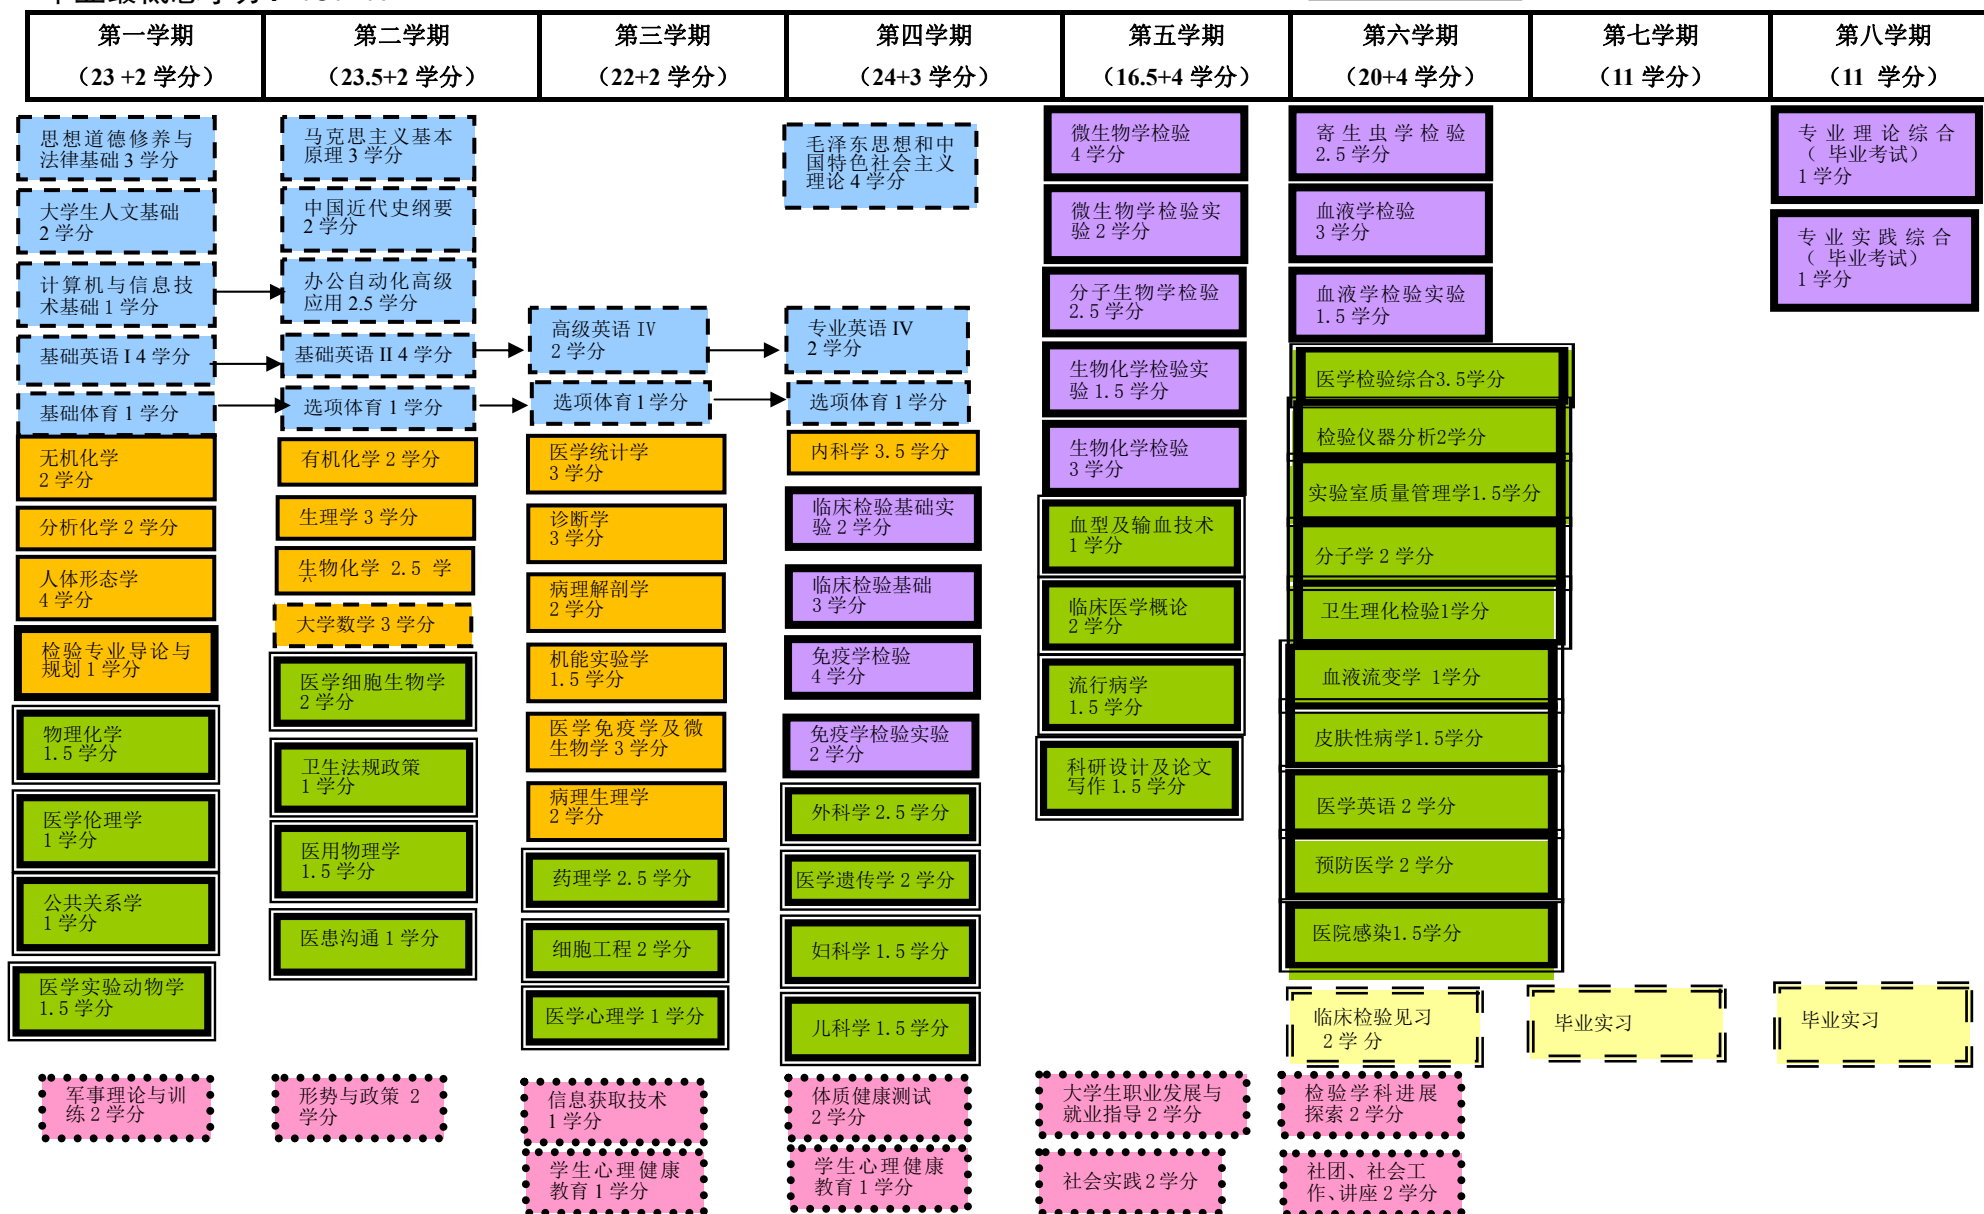 第一学期
（23 +2 学分）
第二学期
（23.5+2 学分）
第三学期
（22+2 学分）
第四学期
（24+3 学分）
第五学期
（16.5+4 学分）
第六学期
（20+4 学分）
第七学期
（11 学分）
第八学期
（11 学分）
思想道德修养与
法律基础 3 学分
大学生人文基础
2 学分
计算机与信息技
术基础 1 学分
基础英语 I 4 学分
基础体育 1 学分
无机化学
2 学分
分析化学 2 学分
人体形态学
4 学分
检验专业导论与
规划 1 学分
物理化学
1.5 学分
医学伦理学
1 学分
公共关系学
1 学分
医学实验动物学
1.5 学分
军事理论与训
练 2 学分
马克思主义基本
原理 3 学分
中国近代史纲要
2 学分
办公自动化高级
应用 2.5 学分
基础英语 II 4 学分
选项体育 1 学分
有机化学 2 学分
生理学 3 学分
生物化学 2.5 学
大学数学 3 学分
医学细胞生物学
2 学分
卫生法规政策
1 学分
医用物理学
1.5 学分
医患沟通 1 学分
形势与政策 2
学分
高级英语 IV
2 学分
选项体育 1 学分
医学统计学
3 学分
诊断学
3 学分
病理解剖学
2 学分
机能实验学
1.5 学分
医学免疫学及微
生物学 3 学分
病理生理学
2 学分
药理学 2.5 学分
细胞工程 2 学分
医学心理学 1 学分
信息获取技术
1 学分
学生心理健康
教育 1 学分
毛泽东思想和中
国特色社会主义
理论 4 学分
专业英语 IV
2 学分
选项体育 1 学分
内科学 3.5 学分
临床检验基础实
验 2 学分
临床检验基础
3 学分
免疫学检验
4 学分
免疫学检验实验
2 学分
外科学 2.5 学分
医学遗传学 2 学分
妇科学 1.5 学分
儿科学 1.5 学分
体质健康测试
2 学分
学生心理健康
教育 1 学分
微生物学检验
4 学分
微生物学检验实
验 2 学分
分子生物学检验
2.5 学分
生物化学检验实
验 1.5 学分
生物化学检验
3 学分
血型及输血技术
1 学分
临床医学概论
2 学分
流行病学
1.5 学分
科研设计及论文
写作 1.5 学分
大学生职业发展与
就业指导 2 学分
社会实践 2 学分
寄生虫学检验
2.5 学分
血液学检验
3 学分
血液学检验实验
1.5 学分
医学检验综合3.5学分
检验仪器分析2学分
实验室质量管理学1.5学分
分子学 2 学分
卫生理化检验1学分
血液流变学 1学分
皮肤性病学1.5学分
医学英语 2 学分
预防医学 2 学分
医院感染1.5学分
临床检验见习
2 学 分
检验学科进展
探索 2 学分
社团、社会工
作、讲座 2 学分
毕业实习
专业理论综合
（ 毕业考试）
1 学分
专业实践综合
（ 毕业考试）
1 学分
毕业实习